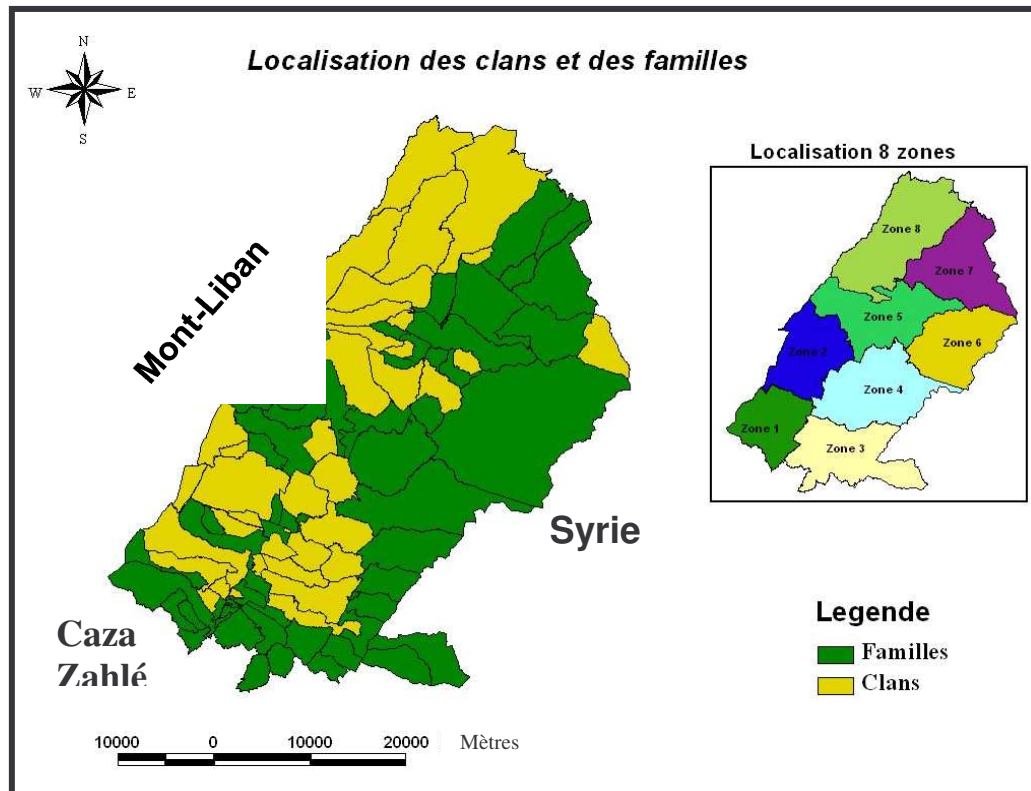 Localisation des clans et des familles
N
W E
S
Mont-Liban
Localisation 8 zones
Zone 8
Zone 7
Zone 5
Zone 2
Zone 6
Zone 4
Zone 1
Zone 3
Syrie
Legende
Familles
Clans
Caza
Zahlé
10000 0 10000 20000 Mètres